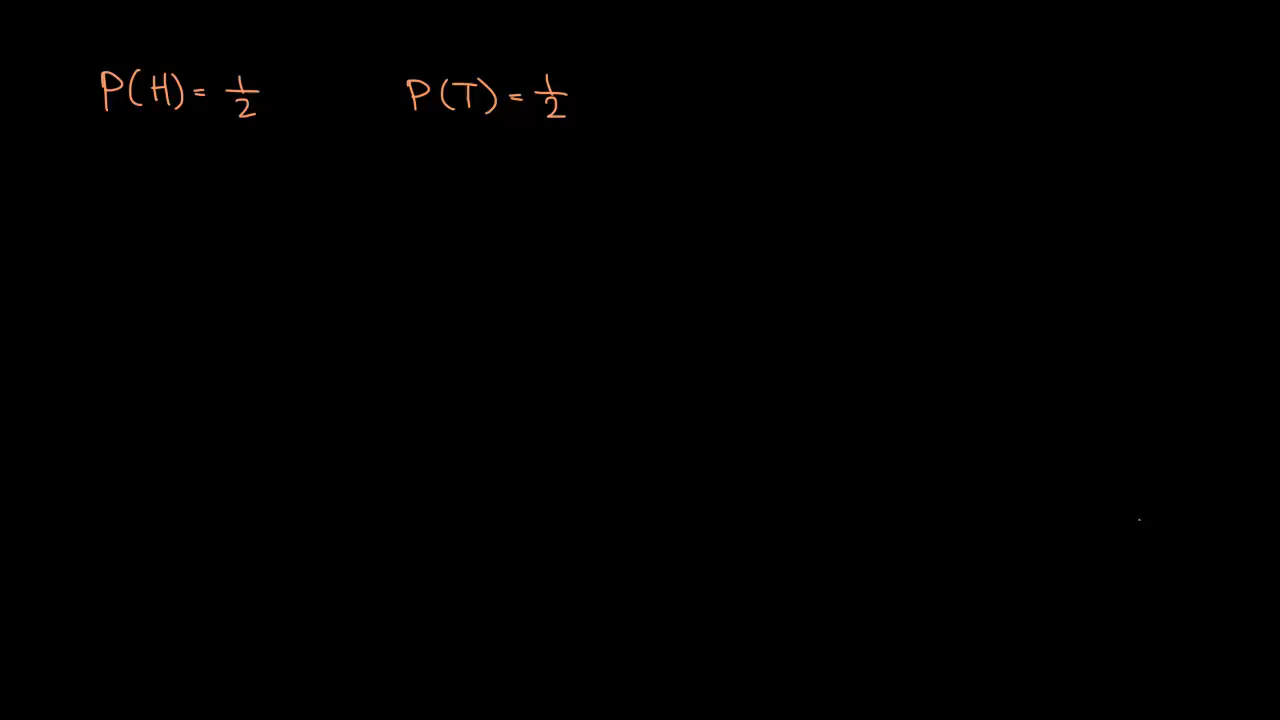 P(H) = 1/2 P(T) = 1/2